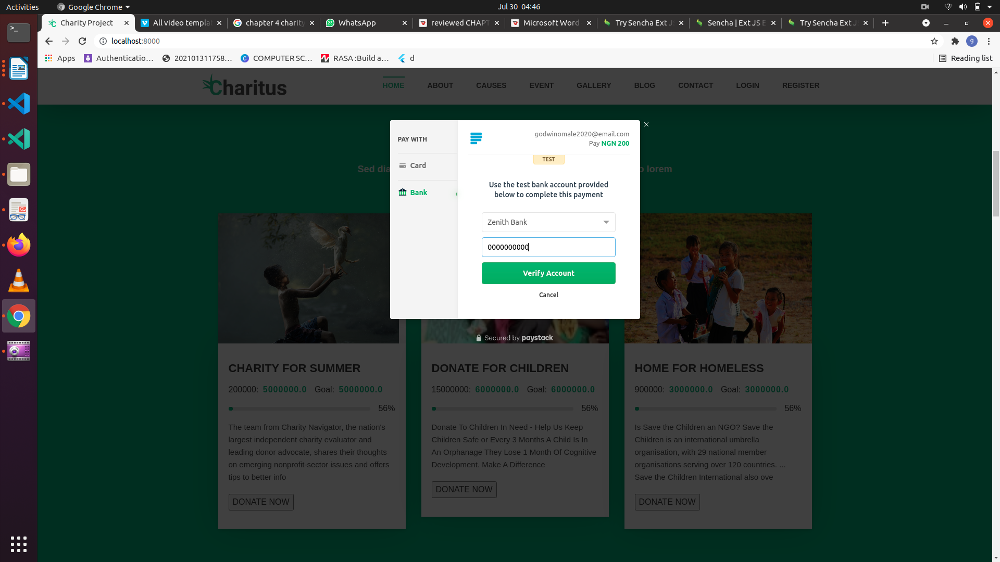 Activities
Google Chrome
Jul 30 04:46
Charity Project
All video templa
chapter 4 charity
WhatsApp
reviewed CHAPT
Microsoft Word
Try Sencha Ext JS
Sencha | Ext JS E
Try Sencha Ext JS
localhost:8000
g
Apps
Authenticatio...
202101311758...
COMPUTER SC...
RASA :Build a...
d
Reading list
Charitus
HOME
ABOUT
CAUSES
EVENT
GALLERY
BLOG
CONTACT
LOGIN
REGISTER
PAY WITH
Card
Bank
godwinomale2020@email.com
Pay NGN 200
TEST
Sed dia
o lorem
Use the test bank account provided
below to complete this payment
Zenith Bank
0000000000
Verify Account
Cancel
Secured by paystack
CHARITY FOR SUMMER
200000: 5000000.0 Goal: 5000000.0
56%
The team from Charity Navigator, the nation's
largest independent charity evaluator and
leading donor advocate, shares their thoughts
on emerging nonprofit-sector issues and offers
tips to better info
DONATE NOW
DONATE FOR CHILDREN
15000000: 6000000.0 Goal: 6000000.0
56%
Donate To Children In Need - Help Us Keep
Children Safe or Every 3 Months A Child Is In
An Orphanage They Lose 1 Month Of Cognitive
Development. Make A Difference
DONATE NOW
HOME FOR HOMELESS
900000: 3000000.0 Goal: 3000000.0
56%
Is Save the Children an NGO? Save the
Children is an international umbrella
organisation, with 29 national member
organisations serving over 120 countries. ...
Save the Children International also ove
DONATE NOW